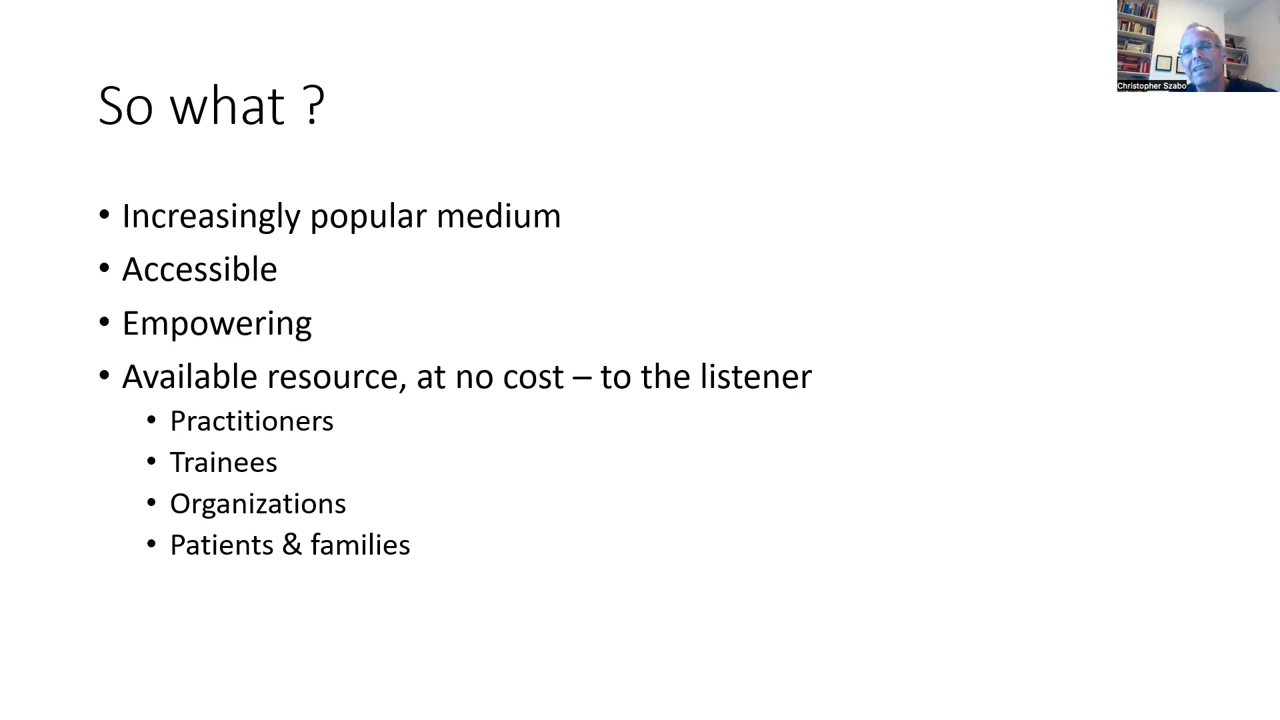 So what ?
• Increasingly popular medium
• Accessible
• Empowering
• Available resource, at no cost – to the listener
• Practitioners
• Trainees
• Organizations
• Patients & families
Christopher Szabo